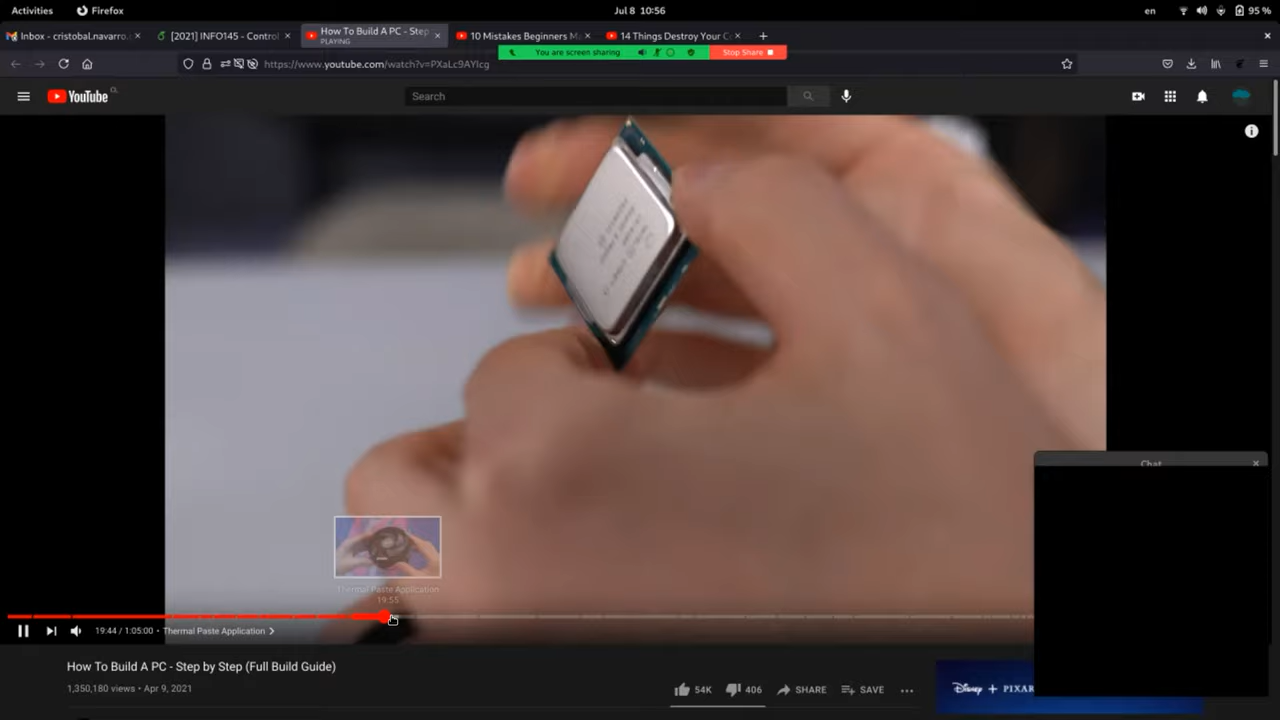 Activities
Firefox
Jul 8 10:56
en
95 %
Inbox - cristobal.navarro.
[2021] INFO145 - Control
How To Build A PC - Step
PLAYING
10 Mistakes Beginners M
14 Things Destroy Your C
You are screen sharing
Stop Share
https://www.youtube.com/watch?v=PXaLc9AYIcg
YouTube CL
Search
Chat
Thermal Paste Application
19:55
19:44 / 1:05:00 • Thermal Paste Application
How To Build A PC - Step by Step (Full Build Guide)
1,350,180 views • Apr 9, 2021
54K
406
SHARE
SAVE
Disney + PIXAR